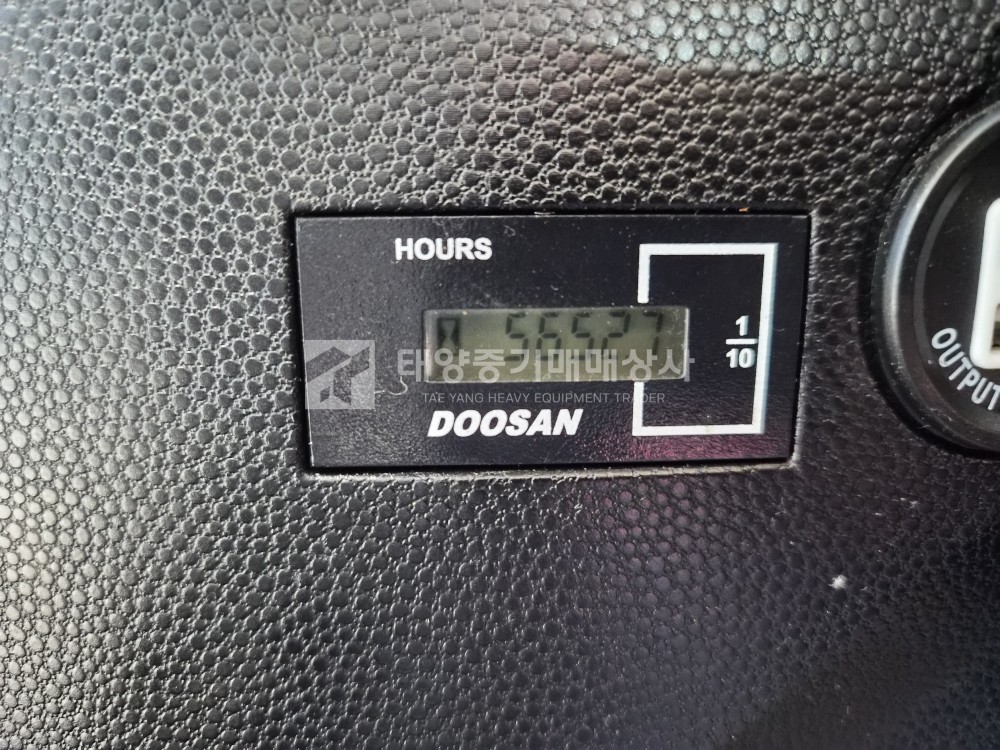 HOURS
56527
1
10
태양중기매매상사
TAE YANG HEAVY EQUIPMENT TRADER
DOOSAN
OUTPUT